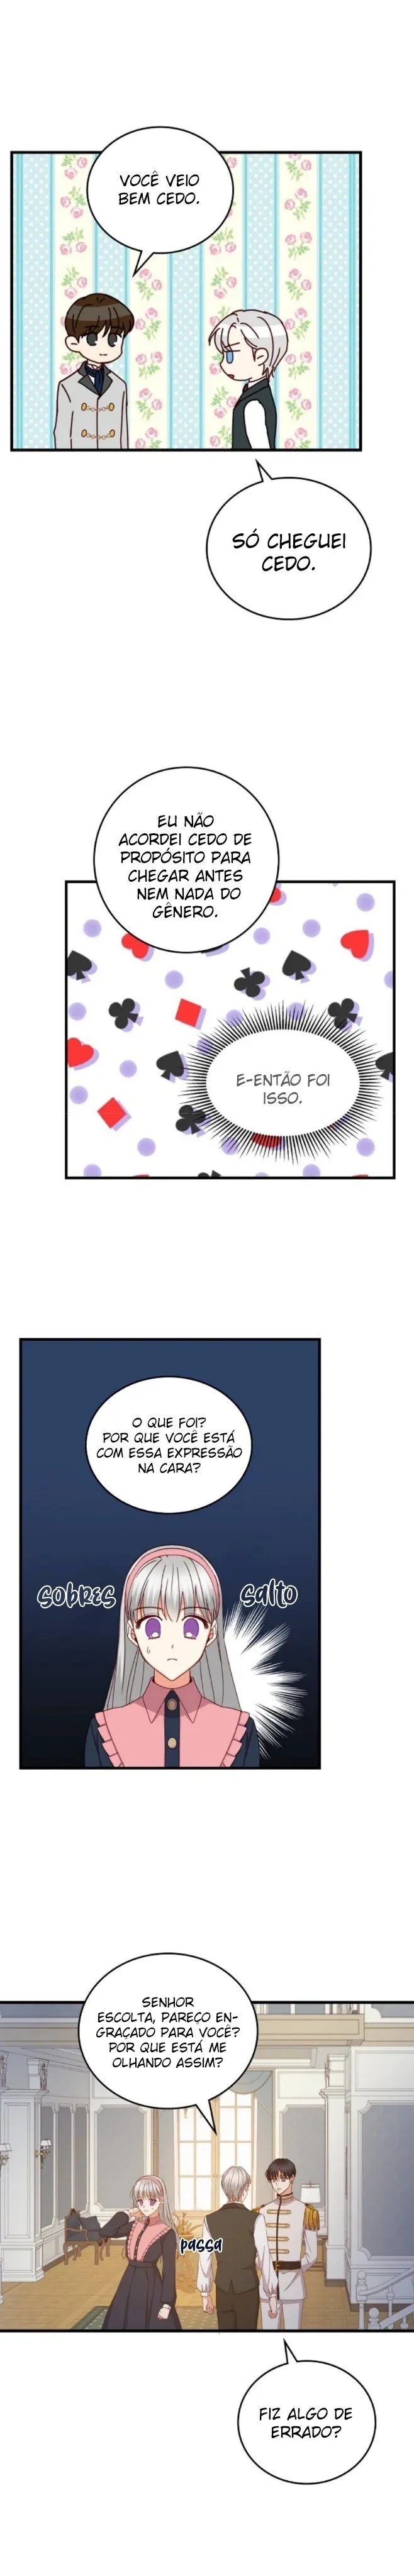 VOCÊ VEIO
BEM CEDO.
SÓ CHEGUEI
CEDO.
EU NÃO
ACORDEI CEDO DE
PROPÓSITO PARA
CHEGAR ANTES
NEM NADA DO
GÊNERO.
E-ENTÃO FOI
ISSO.
O QUE FOI?
POR QUE VOCÊ ESTÁ
COM ESSA EXPRESSÃO
NA CARA?
SOBRES SALTO
SENHOR
ESCOLTA, PAREÇO EN-
GRAÇADO PARA VOCÊ?
POR QUE ESTÁ ME
OLHANDO ASSIM?
passa
FIZ ALGO DE
ERRADO?